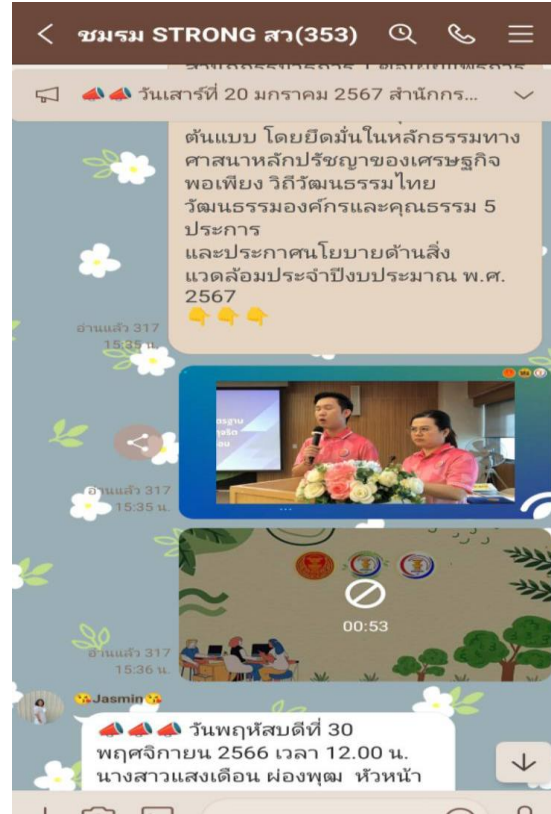 ชมรม STRONG สว(353)
📣📣 วันเสาร์ที่ 20 มกราคม 2567 สำนักกร...
ต้นแบบ โดยยึดมั่นในหลักธรรมทาง
ศาสนาหลักปรัชญาของเศรษฐกิจ
พอเพียง วิถีวัฒนธรรมไทย
วัฒนธรรมองค์กรและคุณธรรม 5
ประการ
และประกาศนโยบายด้านสิ่ง
แวดล้อมประจำปีงบประมาณ พ.ศ.
2567
👇👇👇
อ่านแล้ว 317
15:35 น.
อ่านแล้ว 317
15:35 น.
00:53
อ่านแล้ว 317
15:36 น.
😘Jasmin😘
📣📣📣 วันพฤหัสบดีที่ 30
พฤศจิกายน 2566 เวลา 12.00 น.
นางสาวแสงเดือน ผ่องพุฒ หัวหน้า